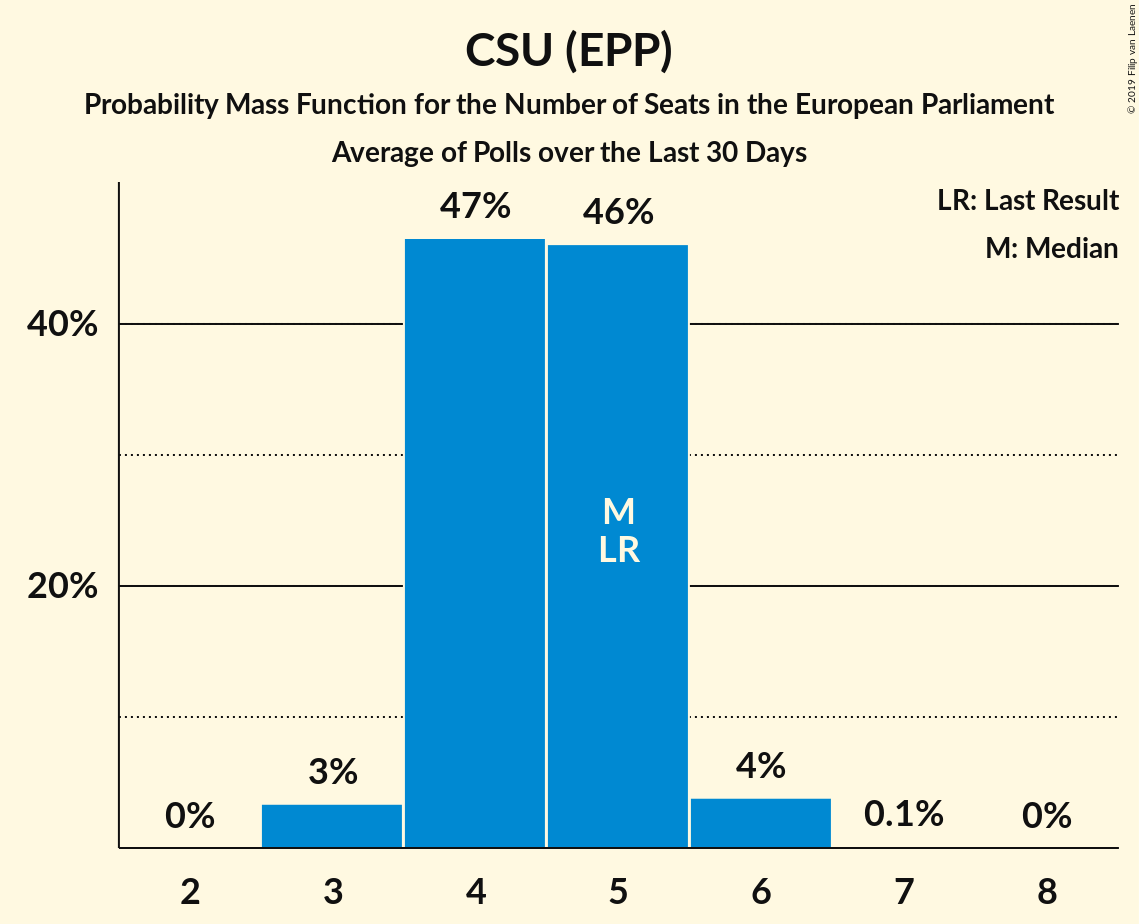 CSU (EPP)
Probability Mass Function for the Number of Seats in the European Parliament
Average of Polls over the Last 30 Days
© 2019 Filip van Laenen
LR: Last Result
M: Median
47%
46%
40%
M
LR
20%
3%
4%
0%
0.1%
0%
2
3
4
5
6
7
8